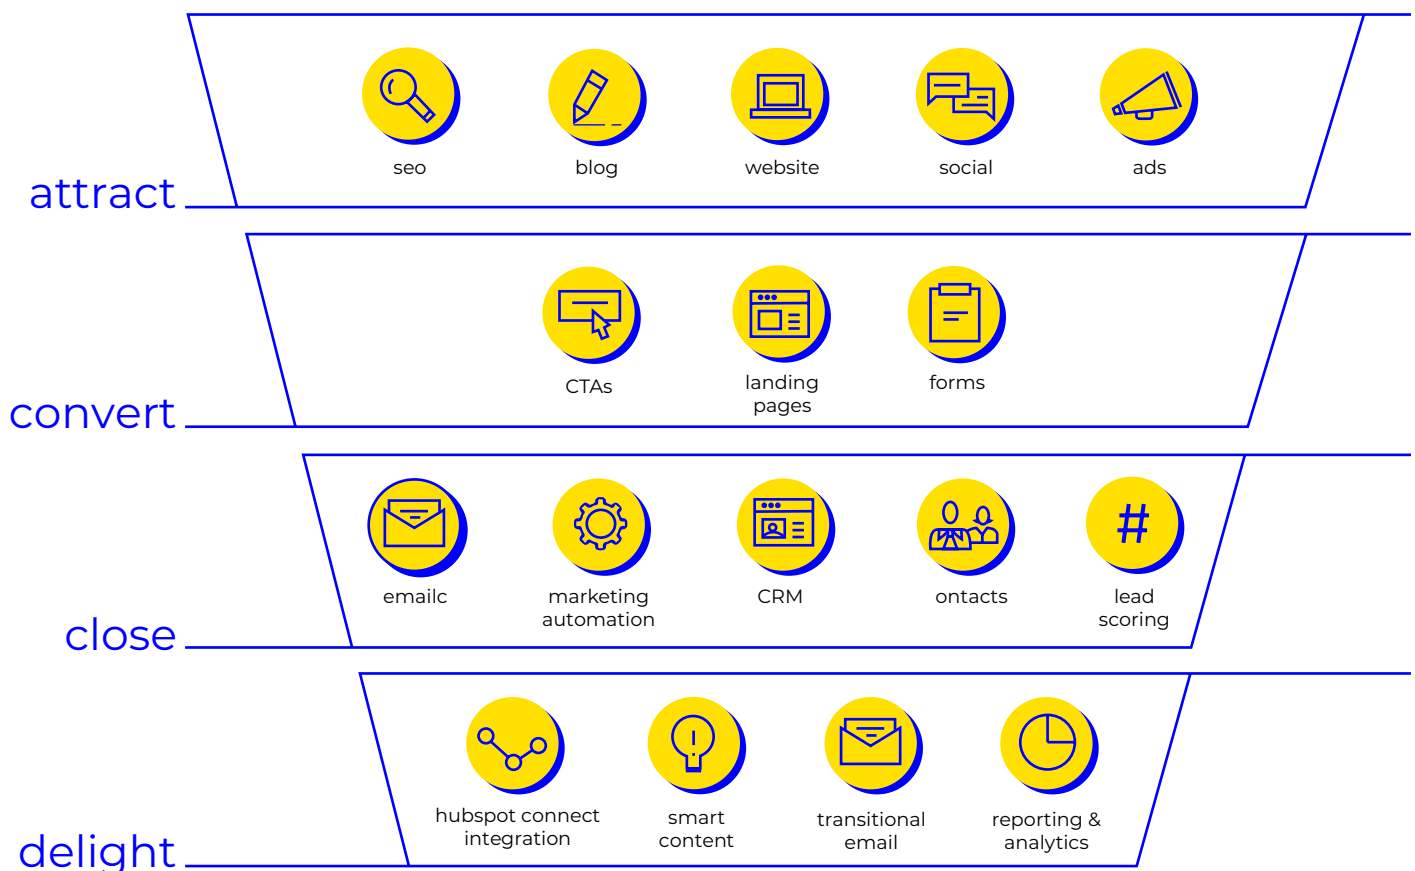 seo
blog
website
social
ads
attract
CTAs
landing
pages
forms
convert
emailc
marketing
automation
CRM
ontacts
#
lead
scoring
close
hubspot connect
integration
smart
content
transitional
email
reporting &
analytics
delight